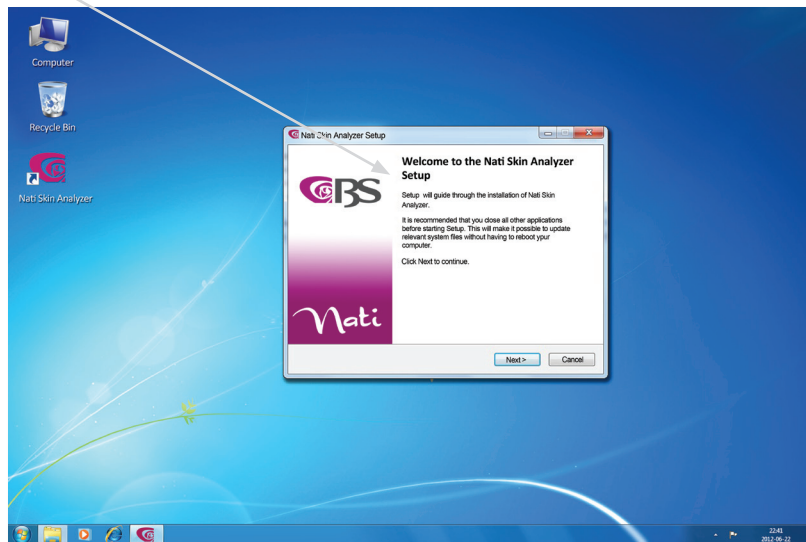 Computer
Recycle Bin
Nati Skin Analyzer
Nati Skin Analyzer Setup
GBS
Nati
Welcome to the Nati Skin Analyzer
Setup
Setup will guide through the installation of Nati Skin
Analyzer.
It is recommended that you close all other applications
before starting Setup. This will make it possible to update
relevant system files without having to reboot your
computer.
Click Next to continue.
Next >
Cancel
22:41
2012-06-22